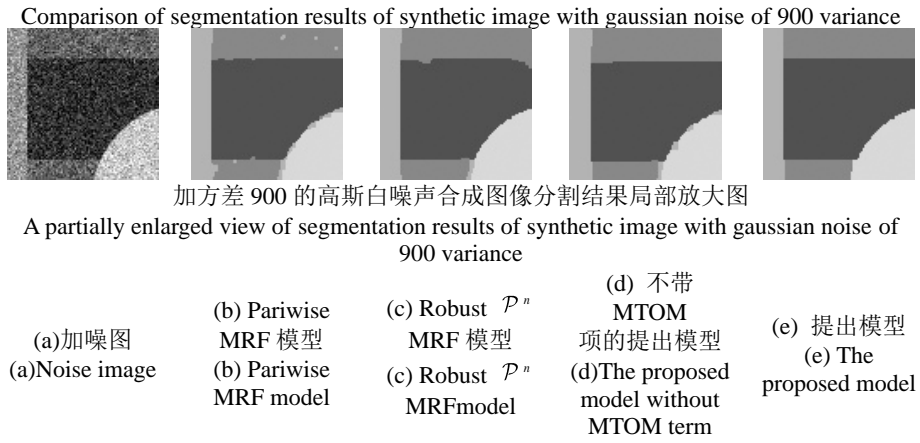 Comparison of segmentation results of synthetic image with gaussian noise of 900 variance
加方差 900 的高斯白噪声合成图像分割结果局部放大图
A partially enlarged view of segmentation results of synthetic image with gaussian noise of
900 variance
(a)加噪图
(a)Noise image
(b) Pariwise
MRF 模型
(b) Pariwise
MRF model
(c) Robust 𝒫ⁿ
MRF 模型
(c) Robust 𝒫ⁿ
MRFmodel
(d) 不带
MTOM
项的提出模型
(d)The proposed
model without
MTOM term
(e) 提出模型
(e) The
proposed model